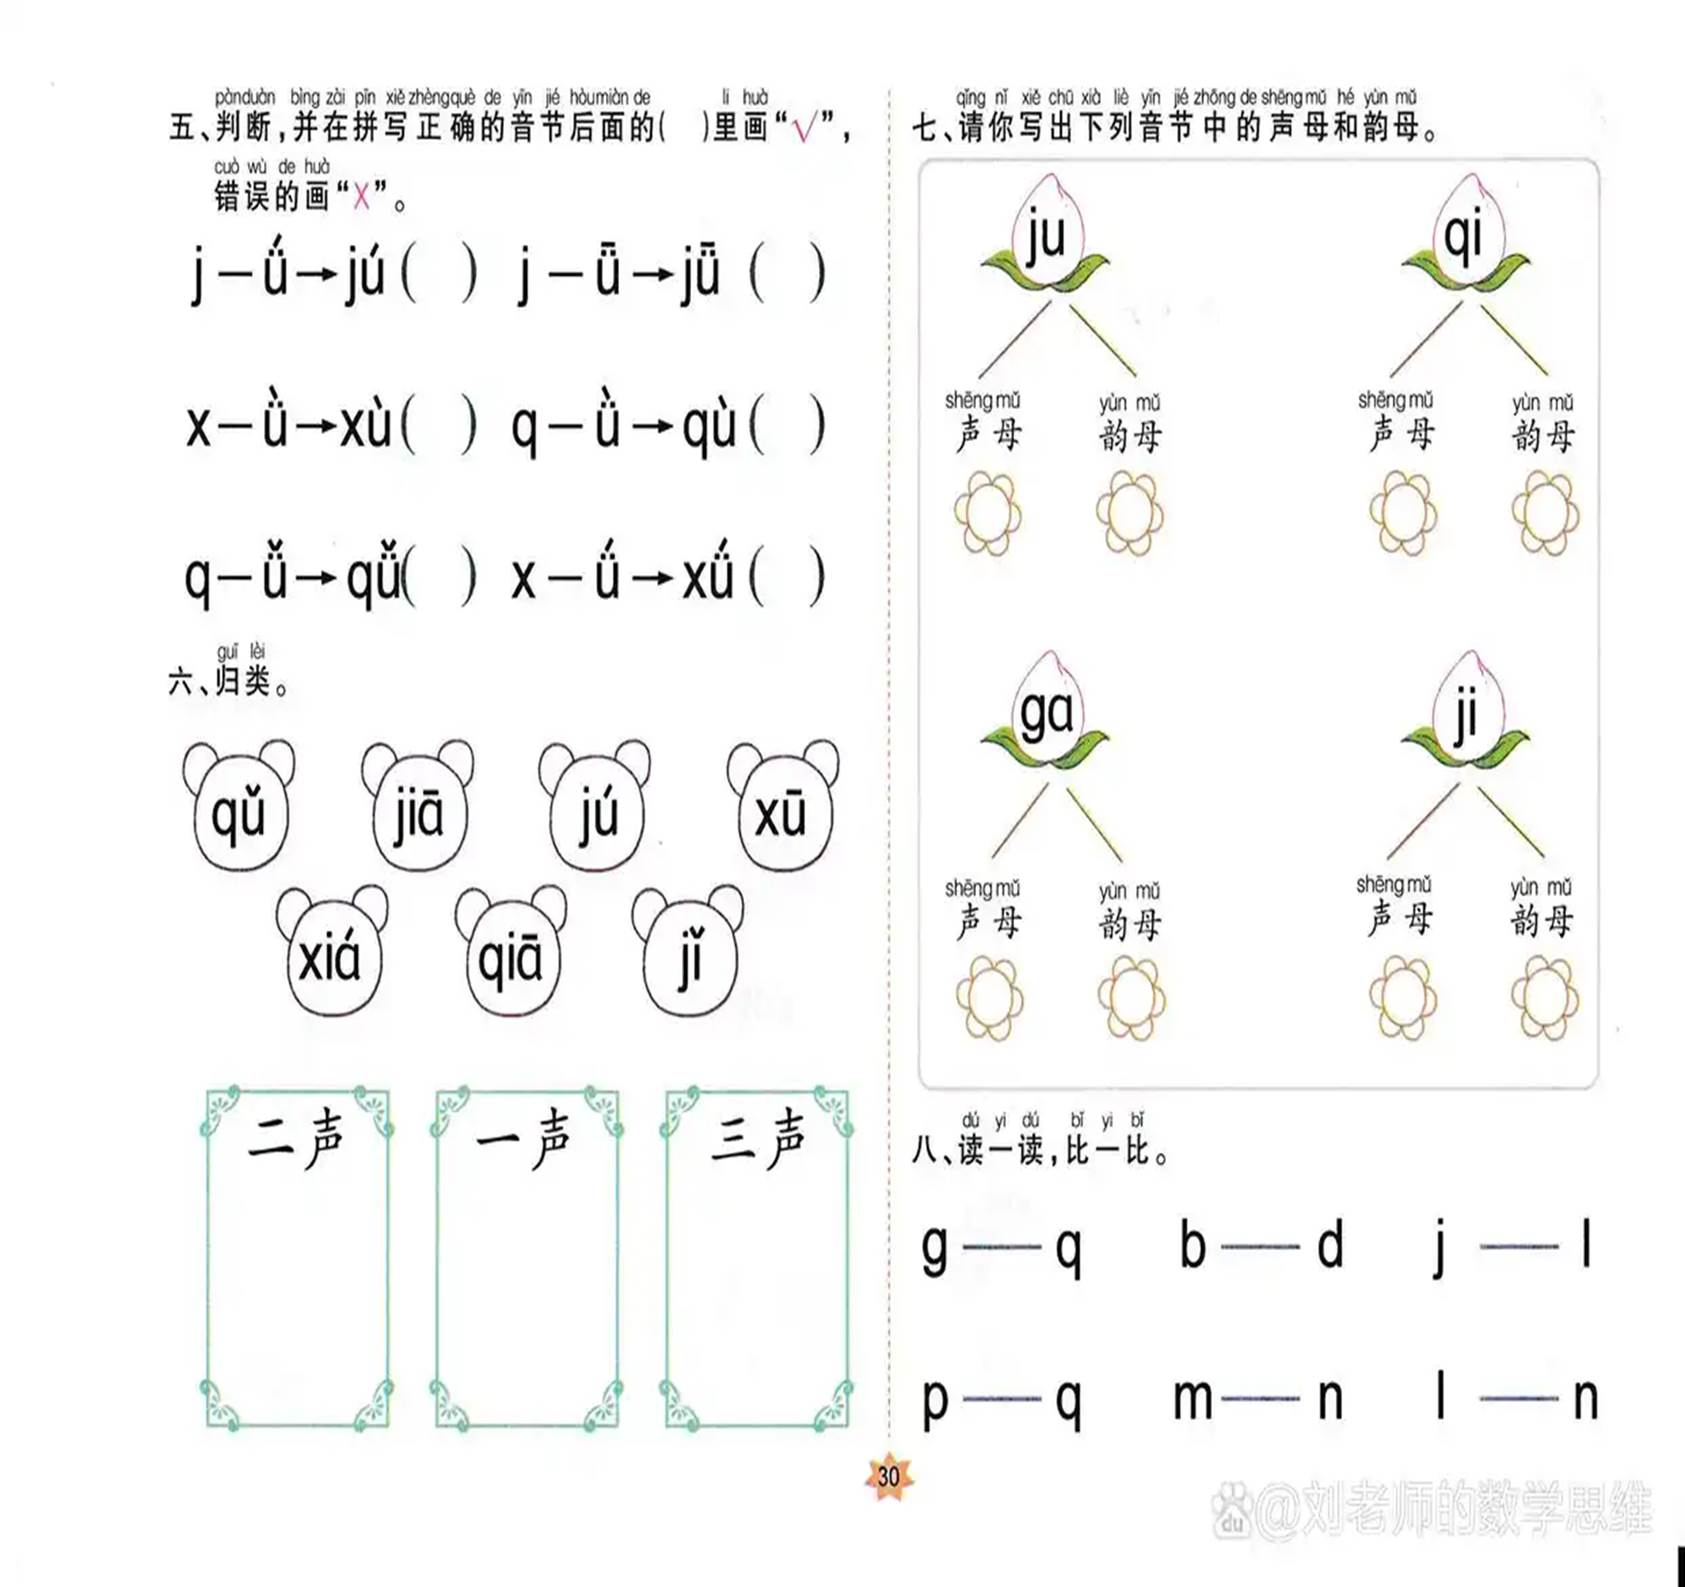 pànduàn bìng zài pīn xiě zhèngquè de yīn jié hòumiàn de lǐ huà
五、判断，并在拼写正确的音节后面的(  )里画“√”，
cuò wù de huà
错误的画“X”。
j — ǘ → jú (  ) j — ǖ → jǖ (  )
x — ǜ → xù (  ) q — ǜ → qù (  )
q — ǚ → qǚ (  ) x — ǘ → xǘ (  )
guī lèi
六、归类。
qǔ jiā jú xū
xiá qiā jǐ
二声 一声 三声
qǐng nǐ xiě chū xià liè yīn jié zhōng de shēng mǔ hé yùn mǔ
七、请你写出下列音节中的声母和韵母。
ju qi
shēng mǔ yùn mǔ shēng mǔ yùn mǔ
声母 韵母 声母 韵母
ga ji
shēng mǔ yùn mǔ shēng mǔ yùn mǔ
声母 韵母 声母 韵母
dú yi dú bǐ yi bǐ
八、读一读，比一比。
g — q b — d j — l
p — q m — n l — n
30
du @刘老师的数学思维